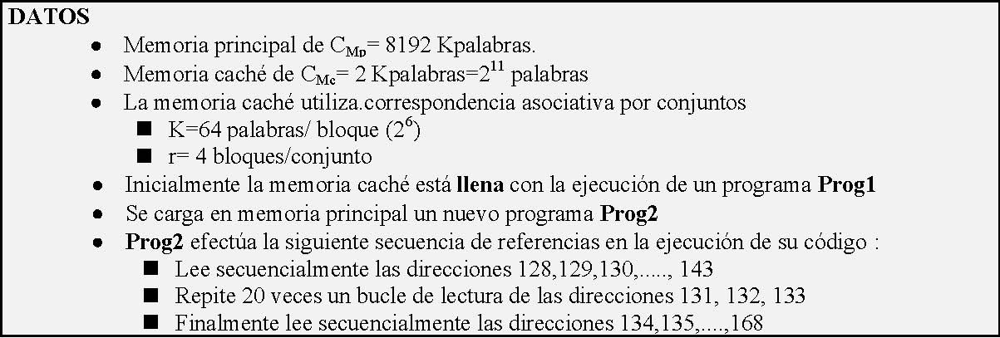 DATOS
● Memoria principal de C_Mp= 8192 Kpalabras.
● Memoria caché de C_Mc= 2 Kpalabras=2^11 palabras
● La memoria caché utiliza.correspondencia asociativa por conjuntos
■ K=64 palabras/ bloque (2^6)
■ r= 4 bloques/conjunto
● Inicialmente la memoria caché está llena con la ejecución de un programa Prog1
● Se carga en memoria principal un nuevo programa Prog2
● Prog2 efectúa la siguiente secuencia de referencias en la ejecución de su código :
■ Lee secuencialmente las direcciones 128,129,130,....., 143
■ Repite 20 veces un bucle de lectura de las direcciones 131, 132, 133
■ Finalmente lee secuencialmente las direcciones 134,135,....,168